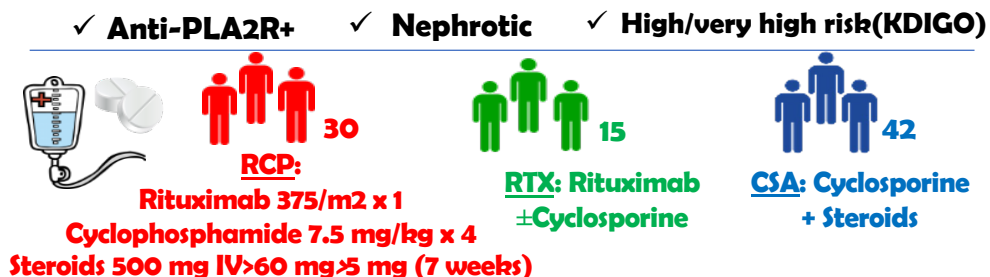 ✓ Anti-PLA2R+ ✓ Nephrotic ✓ High/very high risk(KDIGO)
30
15
42
RCP:
Rituximab 375/m2 x 1
Cyclophosphamide 7.5 mg/kg x 4
Steroids 500 mg IV>60 mg>5 mg (7 weeks)
RTX: Rituximab
±Cyclosporine
CSA: Cyclosporine
+ Steroids